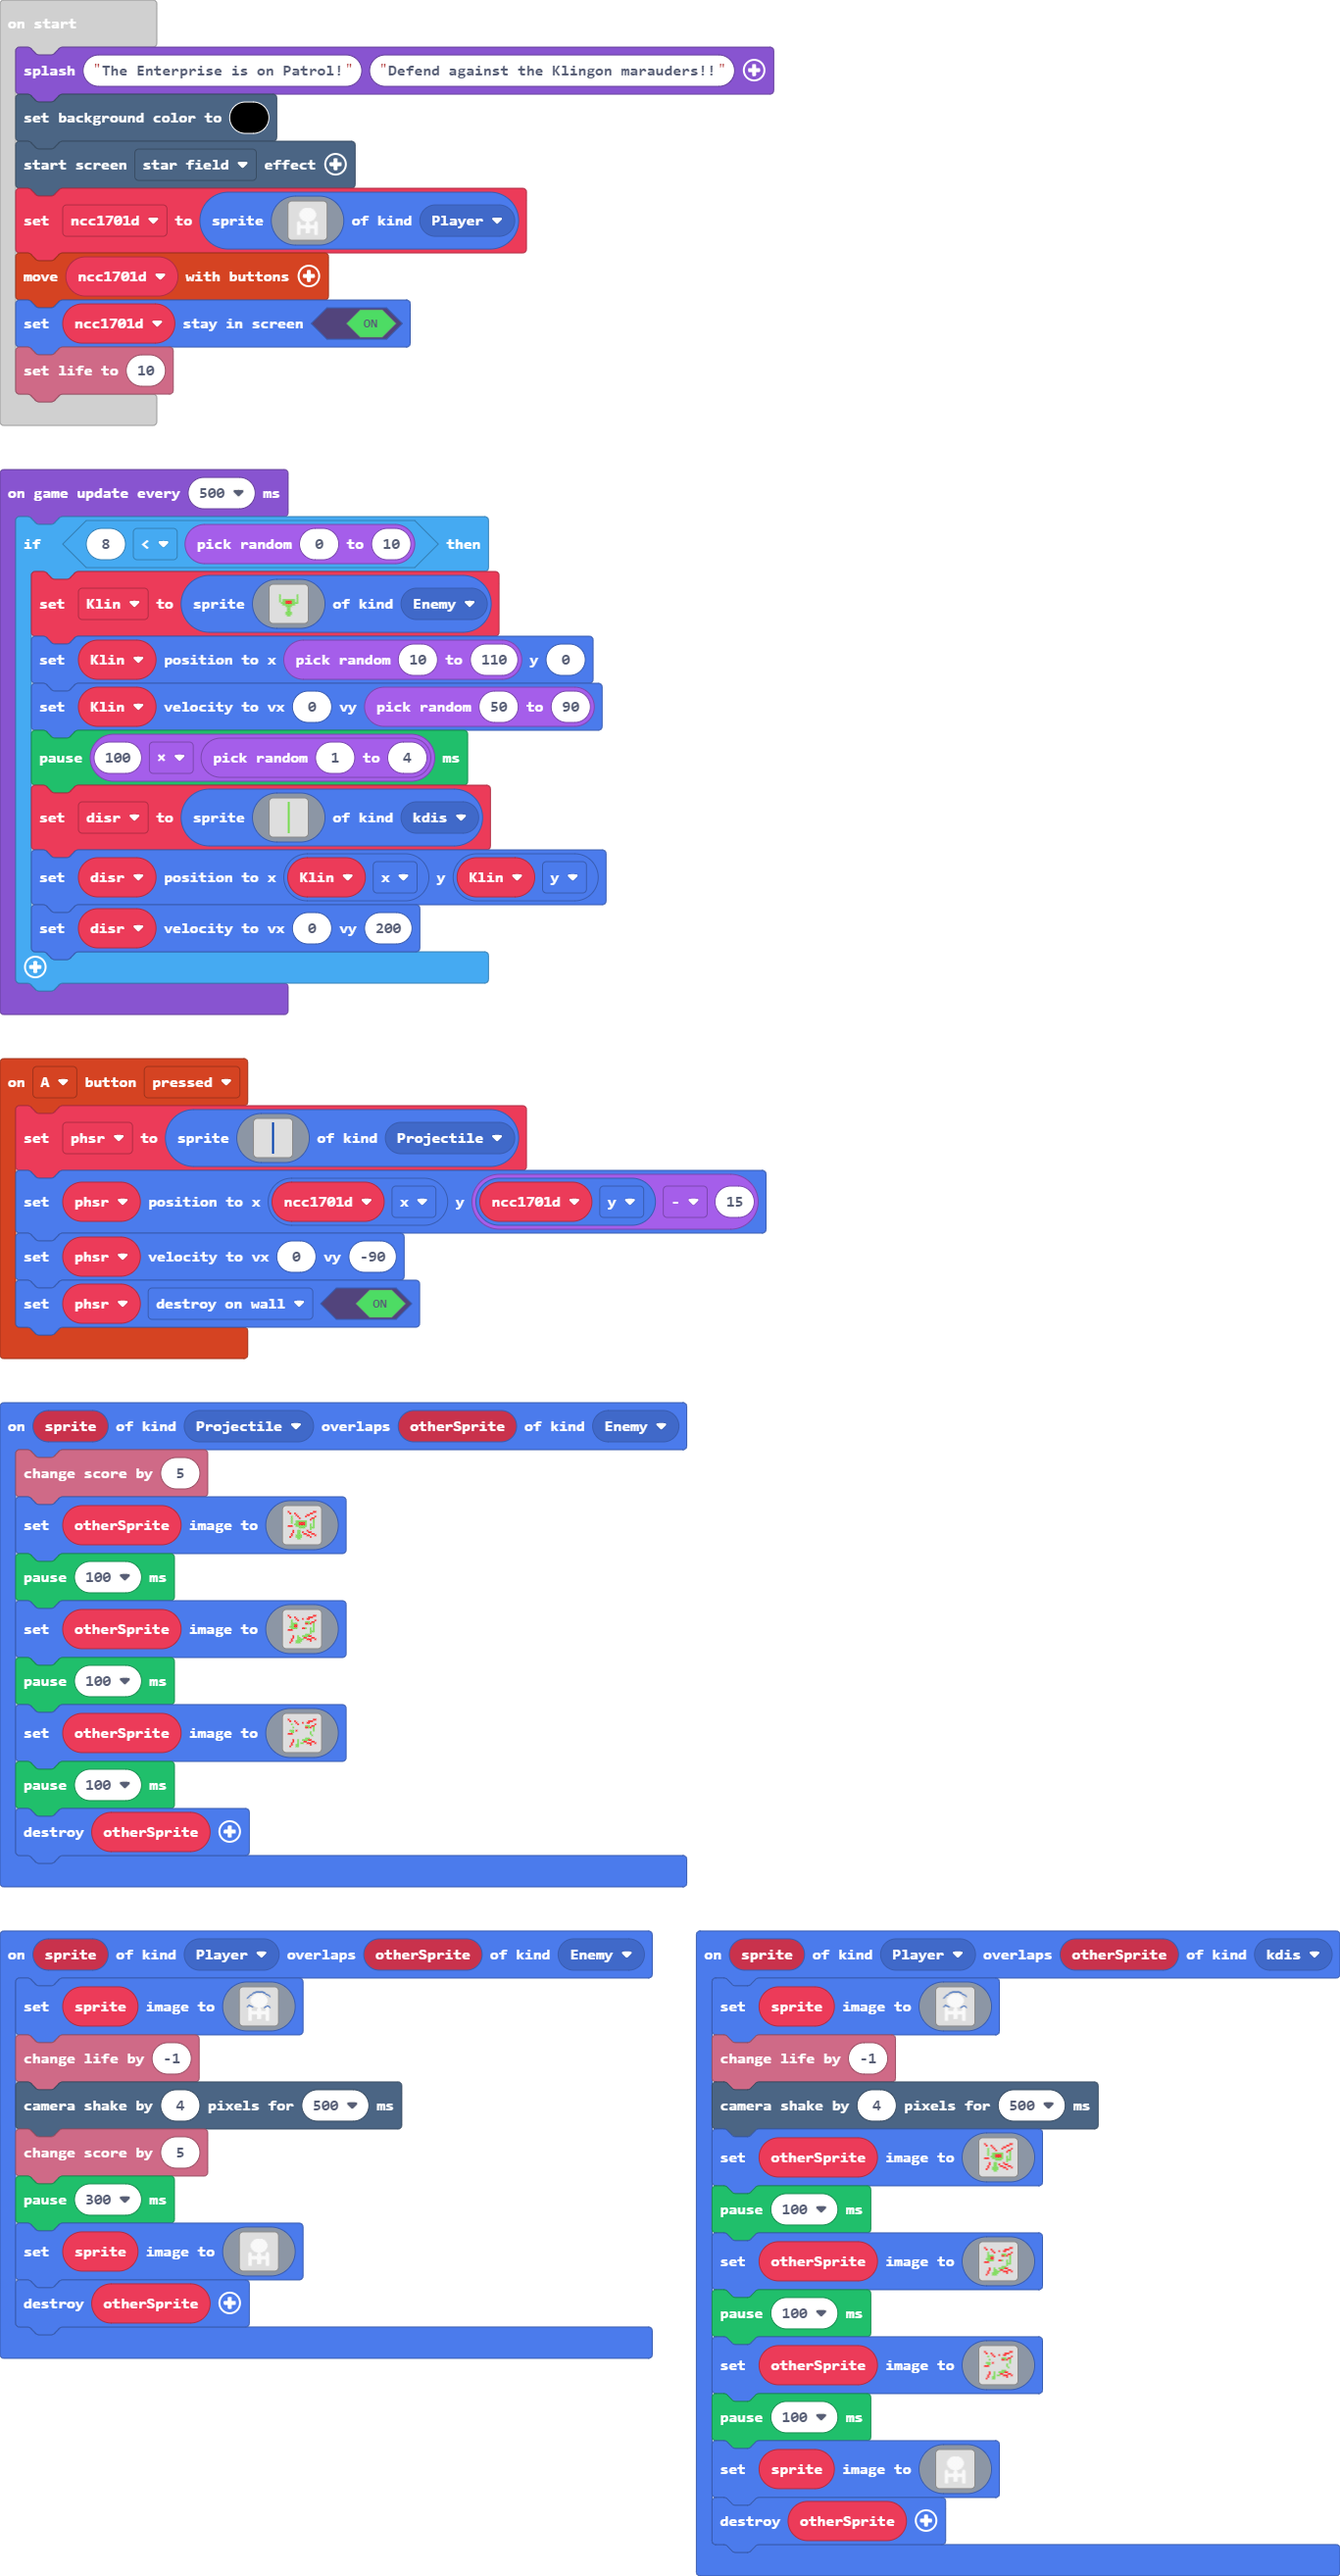 on start
splash "The Enterprise is on Patrol!" "Defend against the Klingon marauders!!"
set background color to
start screen star field effect
set ncc1701d to sprite of kind Player
move ncc1701d with buttons
set ncc1701d stay in screen ON
set life to 10
on game update every 500 ms
if 8 < pick random 0 to 10 then
set Klin to sprite of kind Enemy
set Klin position to x pick random 10 to 110 y 0
set Klin velocity to vx 0 vy pick random 50 to 90
pause 100 × pick random 1 to 4 ms
set disr to sprite of kind kdis
set disr position to x Klin x y Klin y
set disr velocity to vx 0 vy 200
on A button pressed
set phsr to sprite of kind Projectile
set phsr position to x ncc1701d x y ncc1701d y - 15
set phsr velocity to vx 0 vy -90
set phsr destroy on wall ON
on sprite of kind Projectile overlaps otherSprite of kind Enemy
change score by 5
set otherSprite image to
pause 100 ms
set otherSprite image to
pause 100 ms
set otherSprite image to
pause 100 ms
destroy otherSprite
on sprite of kind Player overlaps otherSprite of kind Enemy
set sprite image to
change life by -1
camera shake by 4 pixels for 500 ms
change score by 5
pause 300 ms
set sprite image to
destroy otherSprite
on sprite of kind Player overlaps otherSprite of kind kdis
set sprite image to
change life by -1
camera shake by 4 pixels for 500 ms
set otherSprite image to
pause 100 ms
set otherSprite image to
pause 100 ms
set otherSprite image to
pause 100 ms
set sprite image to
destroy otherSprite